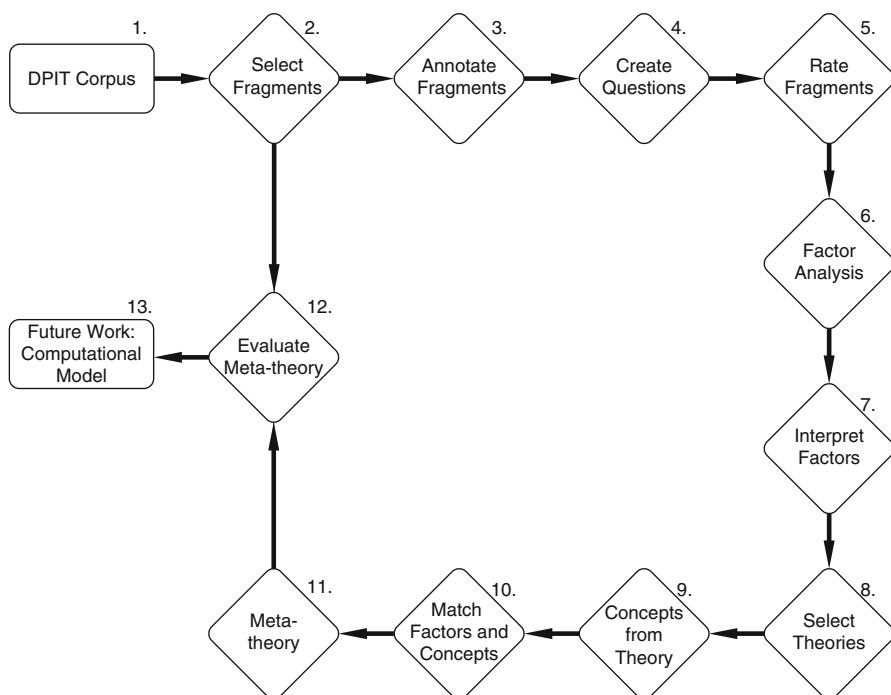 1.
DPIT Corpus
2.
Select
Fragments
3.
Annotate
Fragments
4.
Create
Questions
5.
Rate
Fragments
6.
Factor
Analysis
7.
Interpret
Factors
8.
Select
Theories
9.
Concepts
from
Theory
10.
Match
Factors and
Concepts
11.
Meta-
theory
12.
Evaluate
Meta-theory
13.
Future Work:
Computational
Model